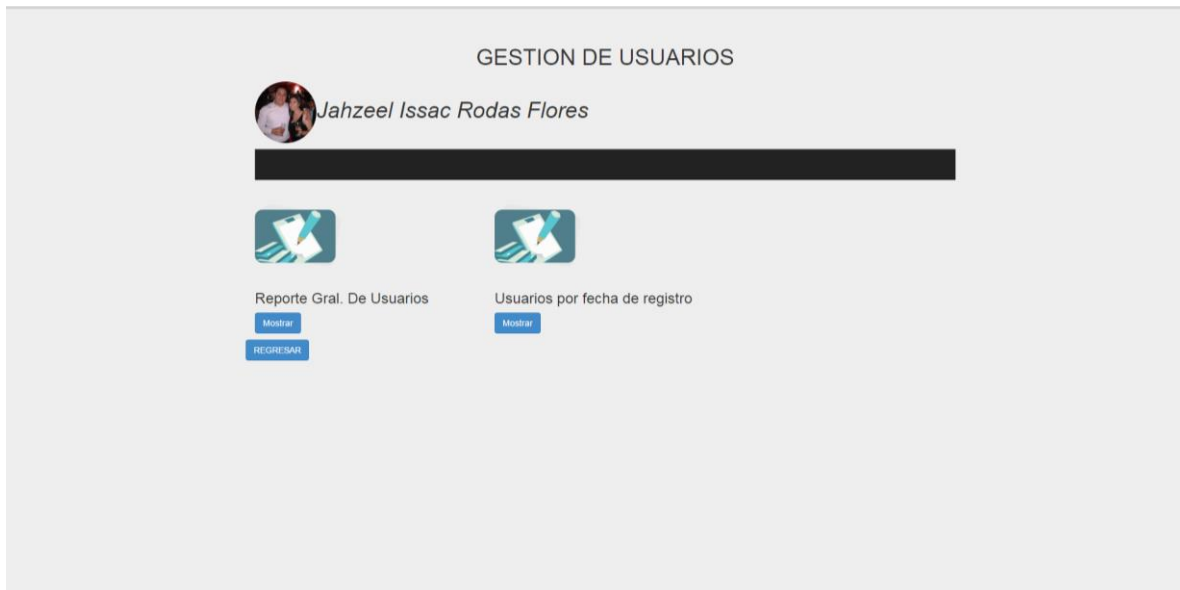 GESTION DE USUARIOS
Jahzeel Issac Rodas Flores
Reporte Gral. De Usuarios
Mostrar
Usuarios por fecha de registro
Mostrar
REGRESAR